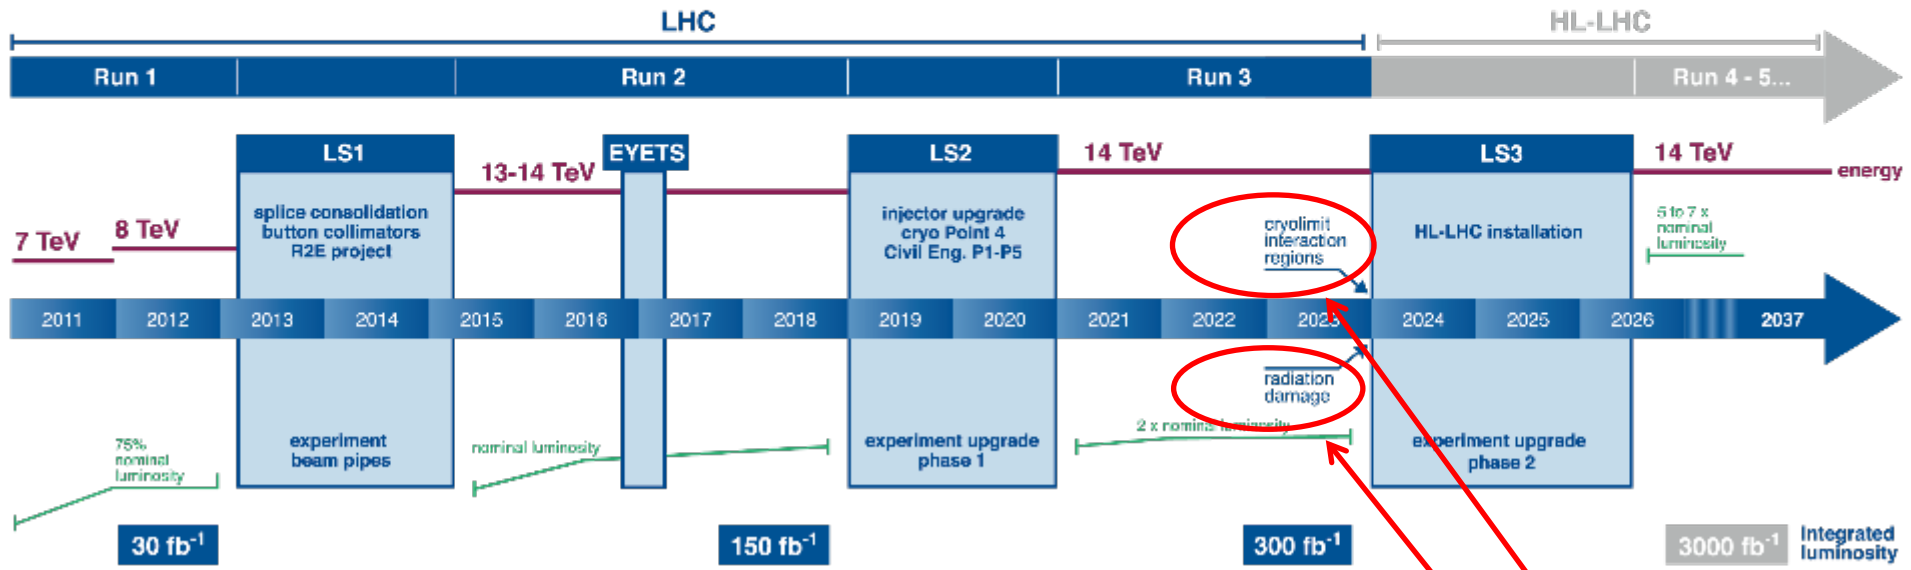 LHC
HL-LHC
Run 1
Run 2
Run 3
Run 4 - 5...
LS1
EYETS
LS2
14 TeV
LS3
14 TeV
energy
13-14 TeV
splice consolidation
button collimators
R2E project
injector upgrade
cryo Point 4
Civil Eng. P1-P5
cryolimit
interaction
regions
HL-LHC installation
5 to 7 x
nominal
luminosity
7 TeV
8 TeV
2011
2012
2013
2014
2015
2016
2017
2018
2019
2020
2021
2022
2023
2024
2025
2026
2037
radiation
damage
75%
nominal
luminosity
experiment
beam pipes
nominal luminosity
experiment upgrade
phase 1
2 x nominal luminosity
experiment upgrade
phase 2
30 fb⁻¹
150 fb⁻¹
300 fb⁻¹
3000 fb⁻¹
Integrated
luminosity